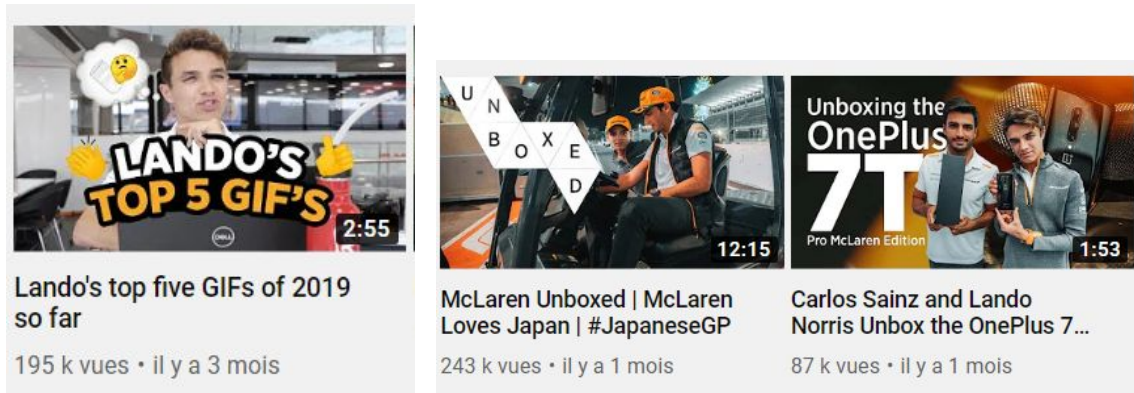 LANDO'S
TOP 5 GIF'S
DELL
2:55
Lando's top five GIFs of 2019
so far
195 k vues • il y a 3 mois
UNBOXED
12:15
McLaren Unboxed | McLaren
Loves Japan | #JapaneseGP
243 k vues • il y a 1 mois
Unboxing the
OnePlus
7T
Pro McLaren Edition
1:53
Carlos Sainz and Lando
Norris Unbox the OnePlus 7...
87 k vues • il y a 1 mois